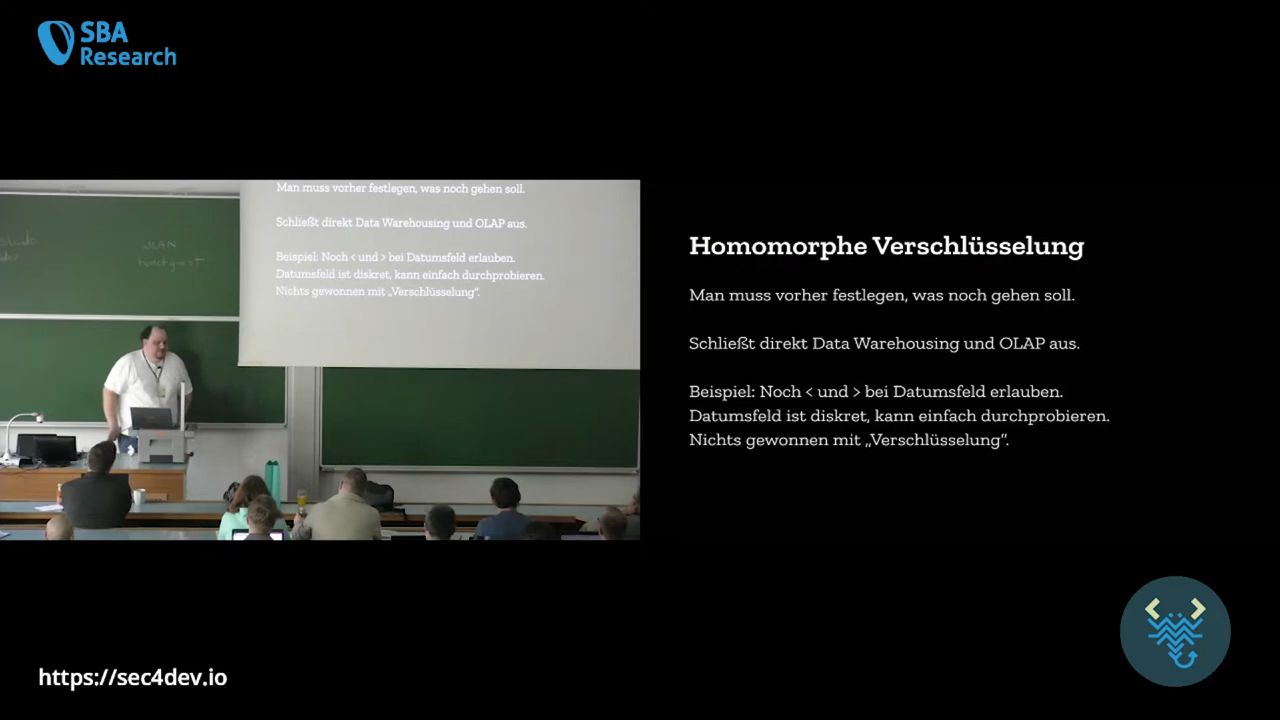 SBA
Research
Man muss vorher festlegen, was noch gehen soll.
Schließt direkt Data Warehousing und OLAP aus.
Beispiel: Noch < und > bei Datumsfeld erlauben.
Datumsfeld ist diskret, kann einfach durchprobieren.
Nichts gewonnen mit „Verschlüsselung”.
WLAN
Homomorphe Verschlüsselung
Man muss vorher festlegen, was noch gehen soll.
Schließt direkt Data Warehousing und OLAP aus.
Beispiel: Noch < und > bei Datumsfeld erlauben.
Datumsfeld ist diskret, kann einfach durchprobieren.
Nichts gewonnen mit „Verschlüsselung”.
https://sec4dev.io